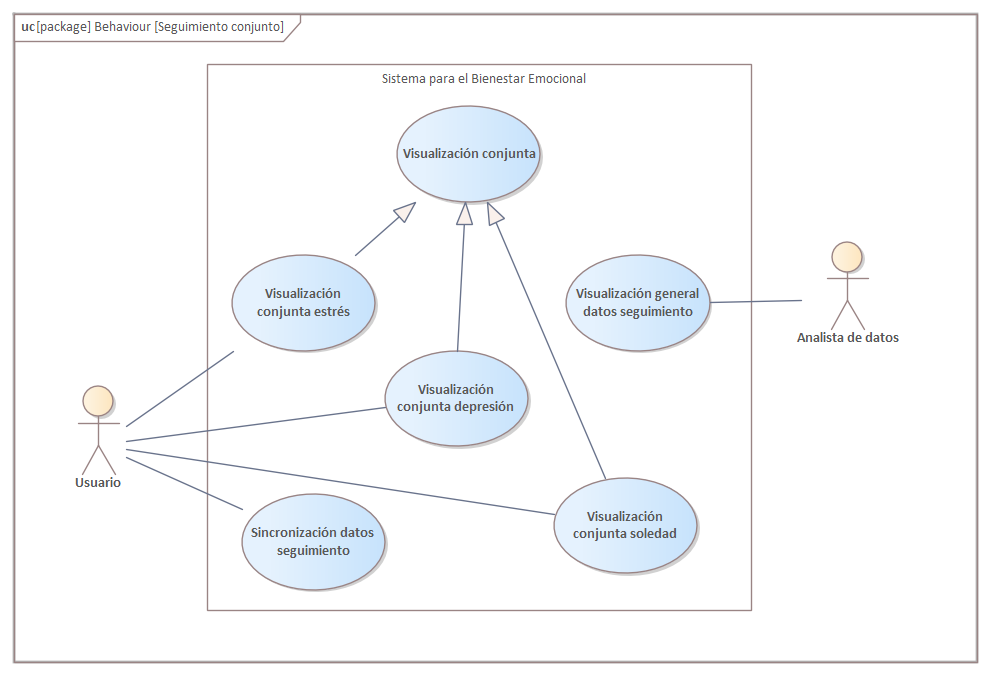 uc [package] Behaviour [Seguimiento conjunto]
Sistema para el Bienestar Emocional
Visualización conjunta
Visualización
conjunta estrés
Visualización general
datos seguimiento
Analista de datos
Visualización
conjunta depresión
Usuario
Sincronización datos
seguimiento
Visualización
conjunta soledad